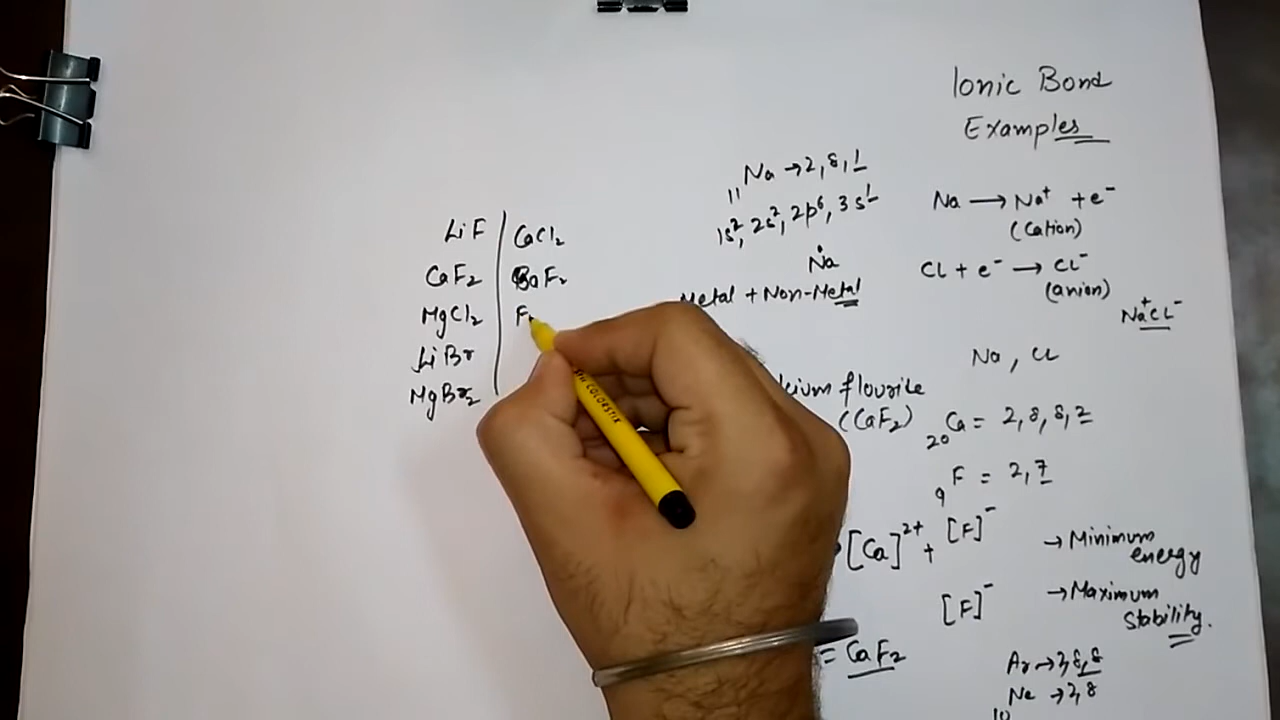 Ionic Bond
Examples
₁₁Na → 2, 8, 1
1s², 2s², 2p⁶, 3s¹
Na
Metal + Non-Metal
Na ⟶ Na⁺ + e⁻
(Cation)
Cl + e⁻ ⟶ Cl⁻
(anion)
Na⁺Cl⁻
Na, Cl
LiF | CaCl₂
CaF₂ | BaF₂
MgCl₂
LiBr
MgBr₂
flourite
(CaF₂)
₂₀Ca = 2, 8, 8, 2
₉F = 2, 7
[Ca]²⁺ + [F]⁻
[F]⁻
= CaF₂
→ Minimum
energy
→ Maximum
stability.
Ar → 2, 8, 8
Ne → 2, 8
10